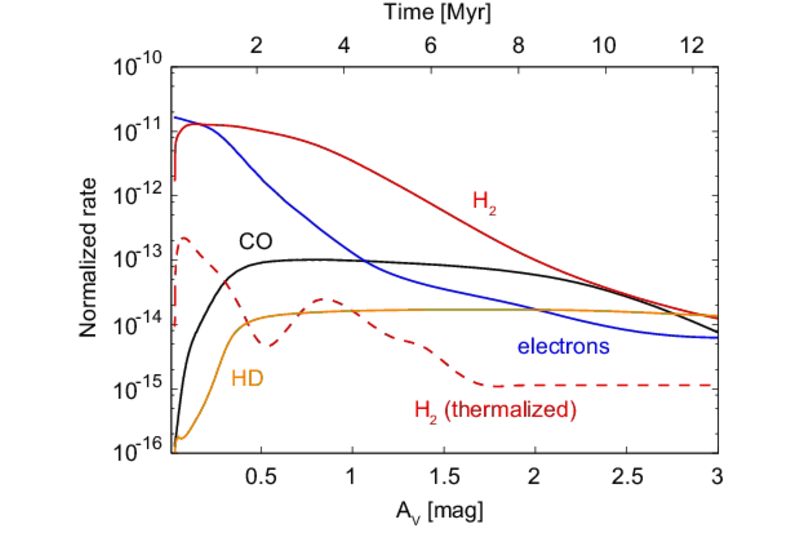 Time [Myr]
2 4 6 8 10 12
10⁻¹⁰
10⁻¹¹
10⁻¹²
10⁻¹³
10⁻¹⁴
10⁻¹⁵
10⁻¹⁶
Normalized rate
H₂
CO
electrons
HD
H₂ (thermalized)
0.5 1 1.5 2 2.5 3
Aᵥ [mag]